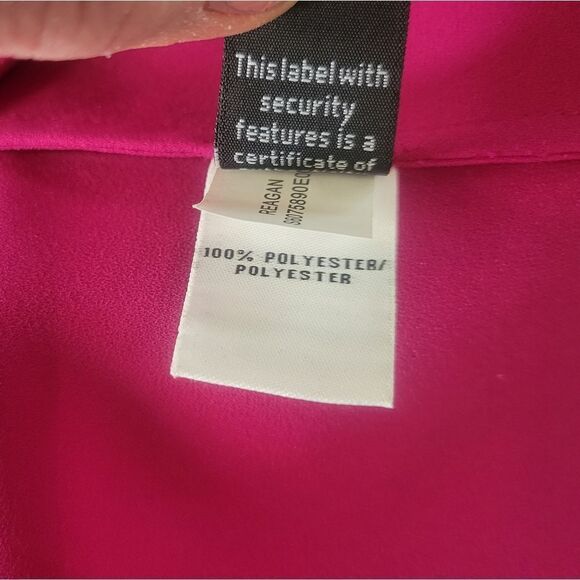 This label with
security
features is a
certificate of
REAGAN
100% POLYESTER/
POLYESTER